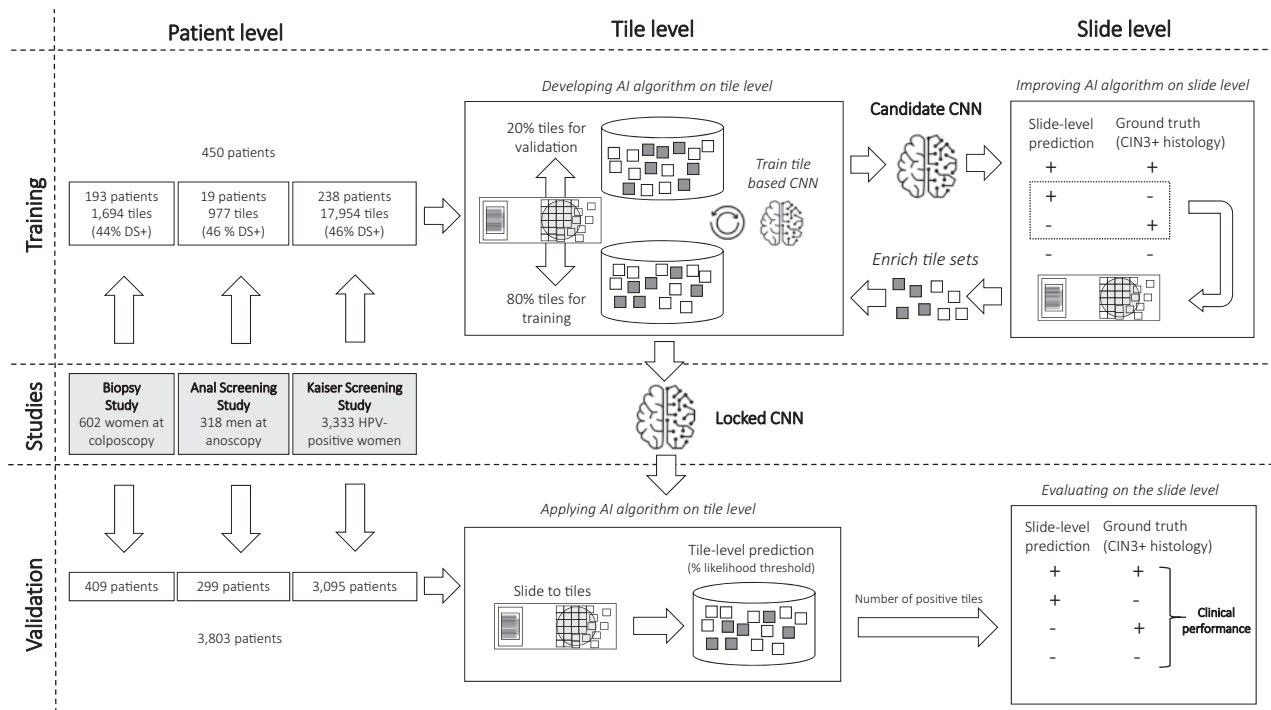 Patient level
Tile level
Slide level
Training
450 patients
193 patients
1,694 tiles
(44% DS+)
19 patients
977 tiles
(46 % DS+)
238 patients
17,954 tiles
(46% DS+)
Developing AI algorithm on tile level
20% tiles for
validation
80% tiles for
training
Train tile
based CNN
Candidate CNN
Enrich tile sets
Improving AI algorithm on slide level
Slide-level
prediction
Ground truth
(CIN3+ histology)
+ +
+ -
- +
- -
Studies
Biopsy
Study
602 women at
colposcopy
Anal Screening
Study
318 men at
anoscopy
Kaiser Screening
Study
3,333 HPV-
positive women
Locked CNN
Validation
409 patients
299 patients
3,095 patients
3,803 patients
Applying AI algorithm on tile level
Slide to tiles
Tile-level prediction
(% likelihood threshold)
Number of positive tiles
Evaluating on the slide level
Slide-level
prediction
Ground truth
(CIN3+ histology)
+ +
+ -
- +
- -
Clinical
performance